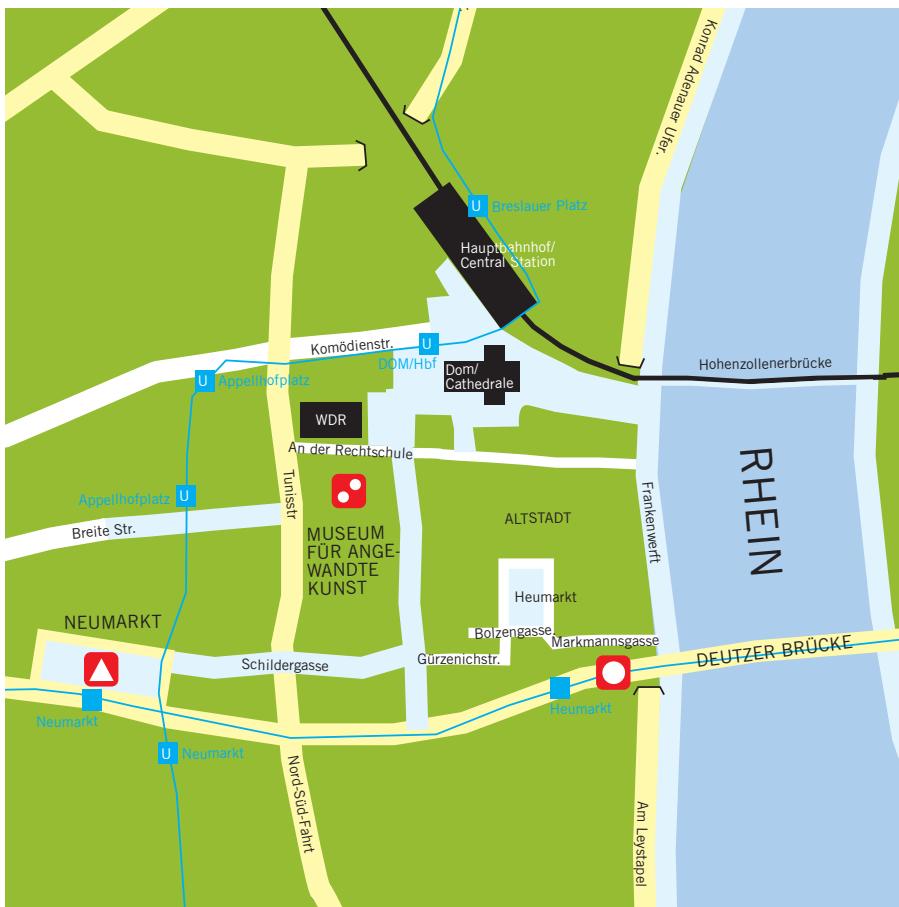 Konrad Adenauer Ufer.
U
Breslauer Platz
Hauptbahnhof/
Central Station
Komödienstr.
U
DOM/Hbf
Hohenzollenerbrücke
U
Appellhofplatz
Dom/
Cathedrale
WDR
An der Rechtschule
Appellhofplatz
U
Tunisstr
Breite Str.
MUSEUM
FÜR ANGE-
WANDTE
KUNST
ALTSTADT
Frankenwerft
RHEIN
Heumarkt
NEUMARKT
Bolzengasse.
Markmannsgasse
Schildergasse
Gürzenichstr.
DEUTZER BRÜCKE
Neumarkt
Heumarkt
U
Neumarkt
Nord-Süd-Fahrt
Am Leystapel